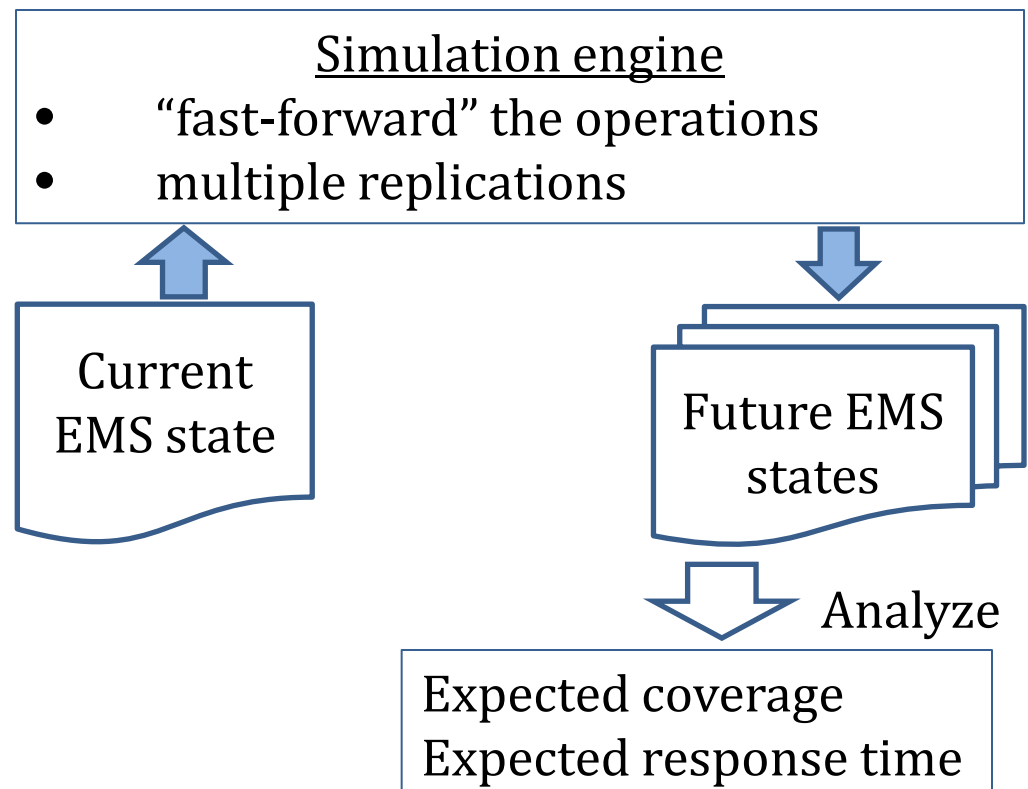 Simulation engine
• “fast-forward” the operations
• multiple replications
Current
EMS state
Future EMS
states
Analyze
Expected coverage
Expected response time